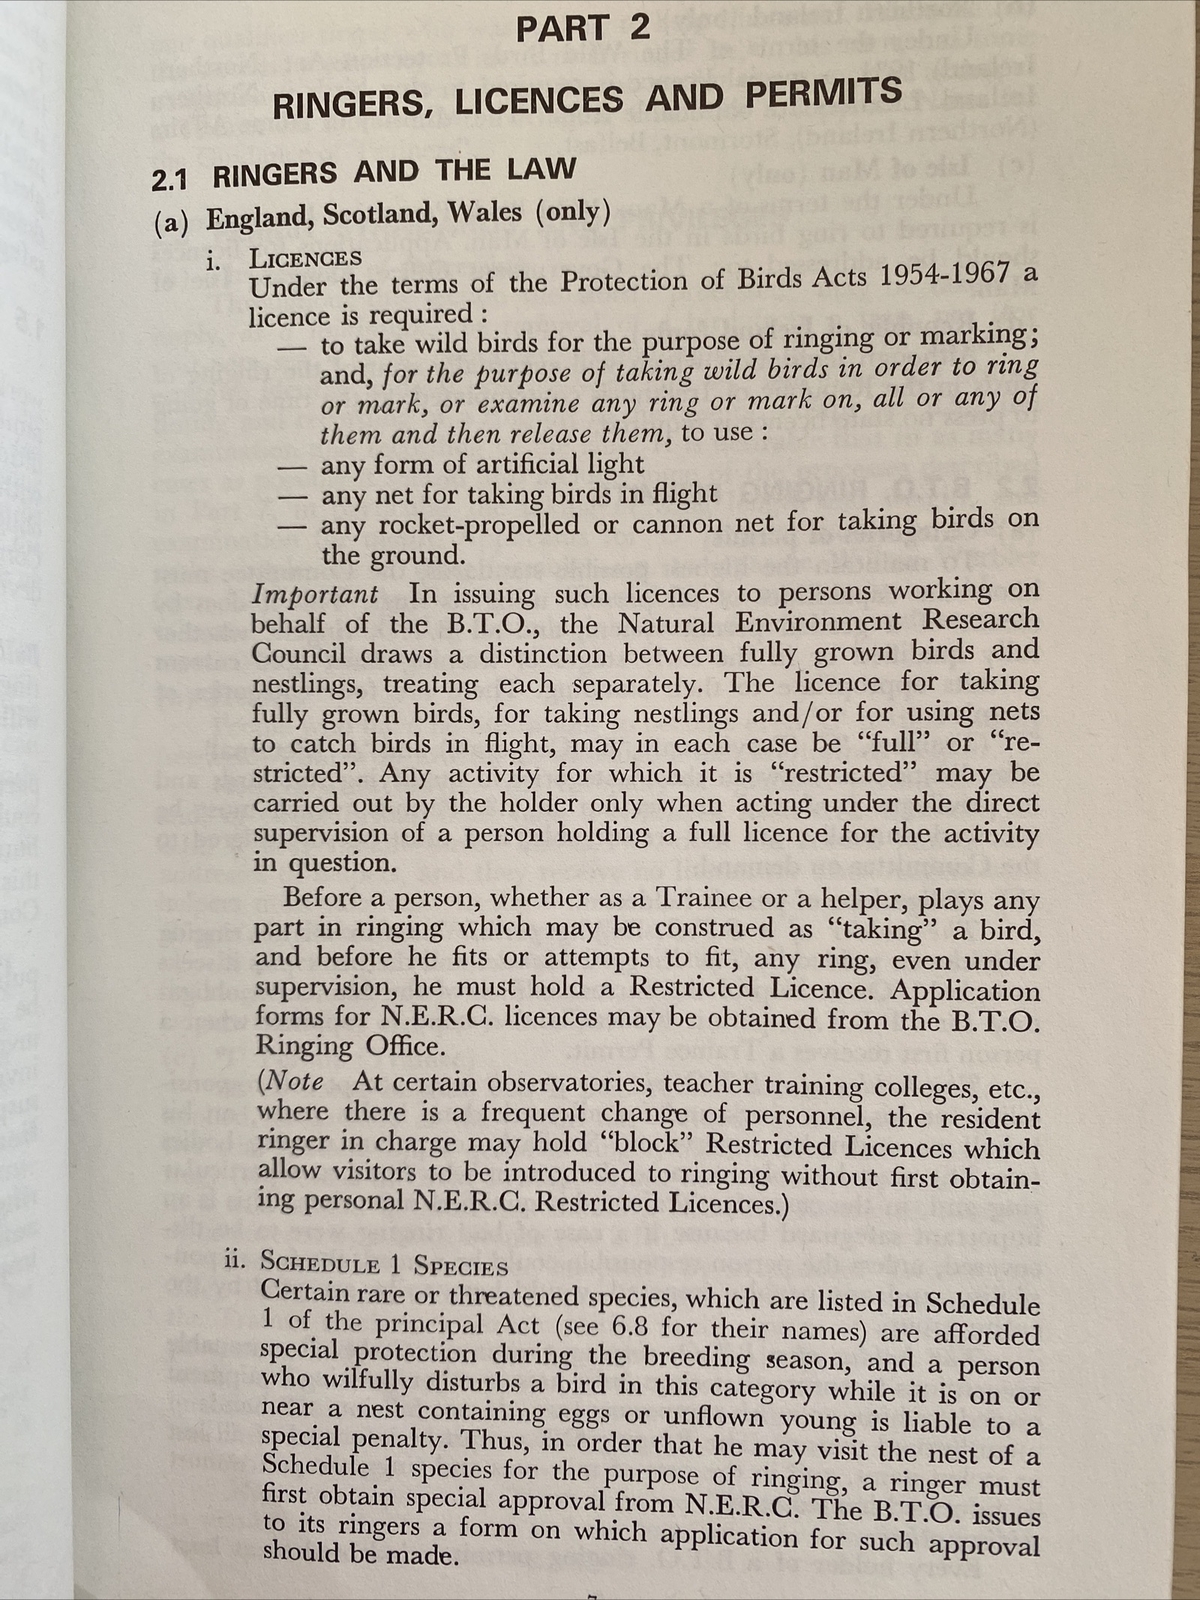 PART 2
RINGERS, LICENCES AND PERMITS
2.1 RINGERS AND THE LAW
(a) England, Scotland, Wales (only)
i. LICENCES
Under the terms of the Protection of Birds Acts 1954-1967 a
licence is required :
— to take wild birds for the purpose of ringing or marking;
and, for the purpose of taking wild birds in order to ring
or mark, or examine any ring or mark on, all or any of
them and then release them, to use :
— any form of artificial light
— any net for taking birds in flight
— any rocket-propelled or cannon net for taking birds on
the ground.
Important In issuing such licences to persons working on
behalf of the B.T.O., the Natural Environment Research
Council draws a distinction between fully grown birds and
nestlings, treating each separately. The licence for taking
fully grown birds, for taking nestlings and/or for using nets
to catch birds in flight, may in each case be “full” or “re-
stricted”. Any activity for which it is “restricted” may be
carried out by the holder only when acting under the direct
supervision of a person holding a full licence for the activity
in question.
Before a person, whether as a Trainee or a helper, plays any
part in ringing which may be construed as “taking” a bird,
and before he fits or attempts to fit, any ring, even under
supervision, he must hold a Restricted Licence. Application
forms for N.E.R.C. licences may be obtained from the B.T.O.
Ringing Office.
(Note At certain observatories, teacher training colleges, etc.,
where there is a frequent change of personnel, the resident
ringer in charge may hold “block” Restricted Licences which
allow visitors to be introduced to ringing without first obtain-
ing personal N.E.R.C. Restricted Licences.)
ii. SCHEDULE 1 SPECIES
Certain rare or threatened species, which are listed in Schedule
1 of the principal Act (see 6.8 for their names) are afforded
special protection during the breeding season, and a person
who wilfully disturbs a bird in this category while it is on or
near a nest containing eggs or unflown young is liable to a
special penalty. Thus, in order that he may visit the nest of a
Schedule 1 species for the purpose of ringing, a ringer must
first obtain special approval from N.E.R.C. The B.T.O. issues
to its ringers a form on which application for such approval
should be made.